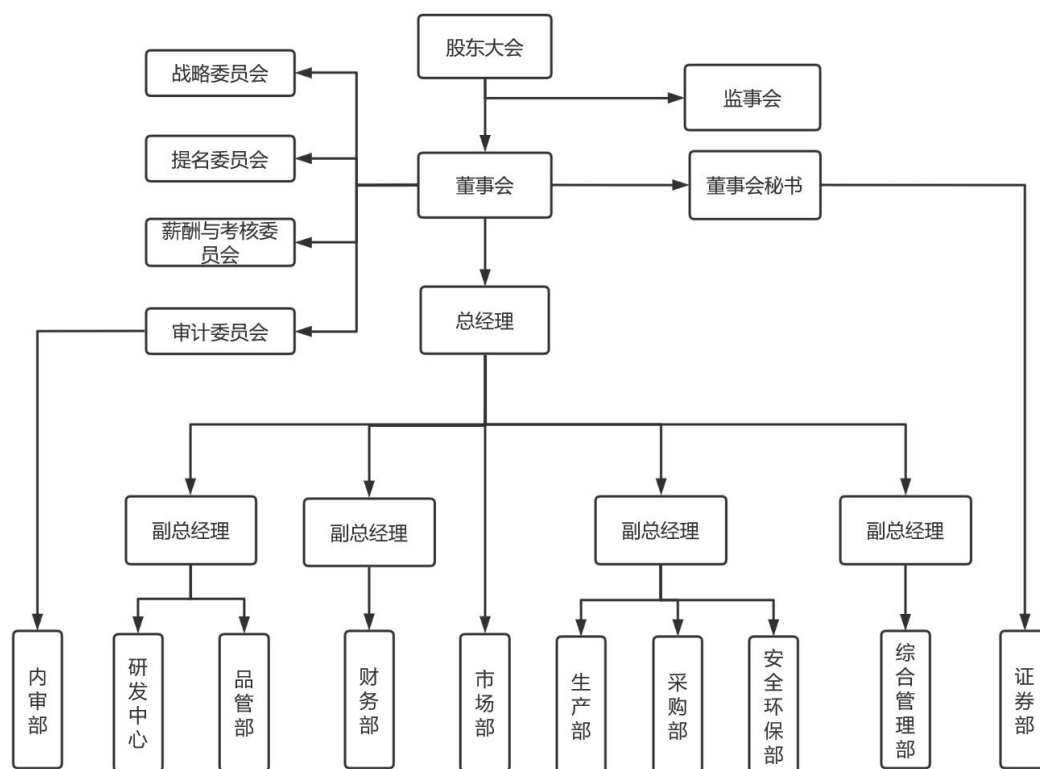 股东大会
战略委员会
监事会
提名委员会
董事会
董事会秘书
薪酬与考核委
员会
总经理
审计委员会
副总经理
副总经理
副总经理
副总经理
内审部
研发中心
品管部
财务部
市场部
生产部
采购部
安全环保部
综合管理部
证券部